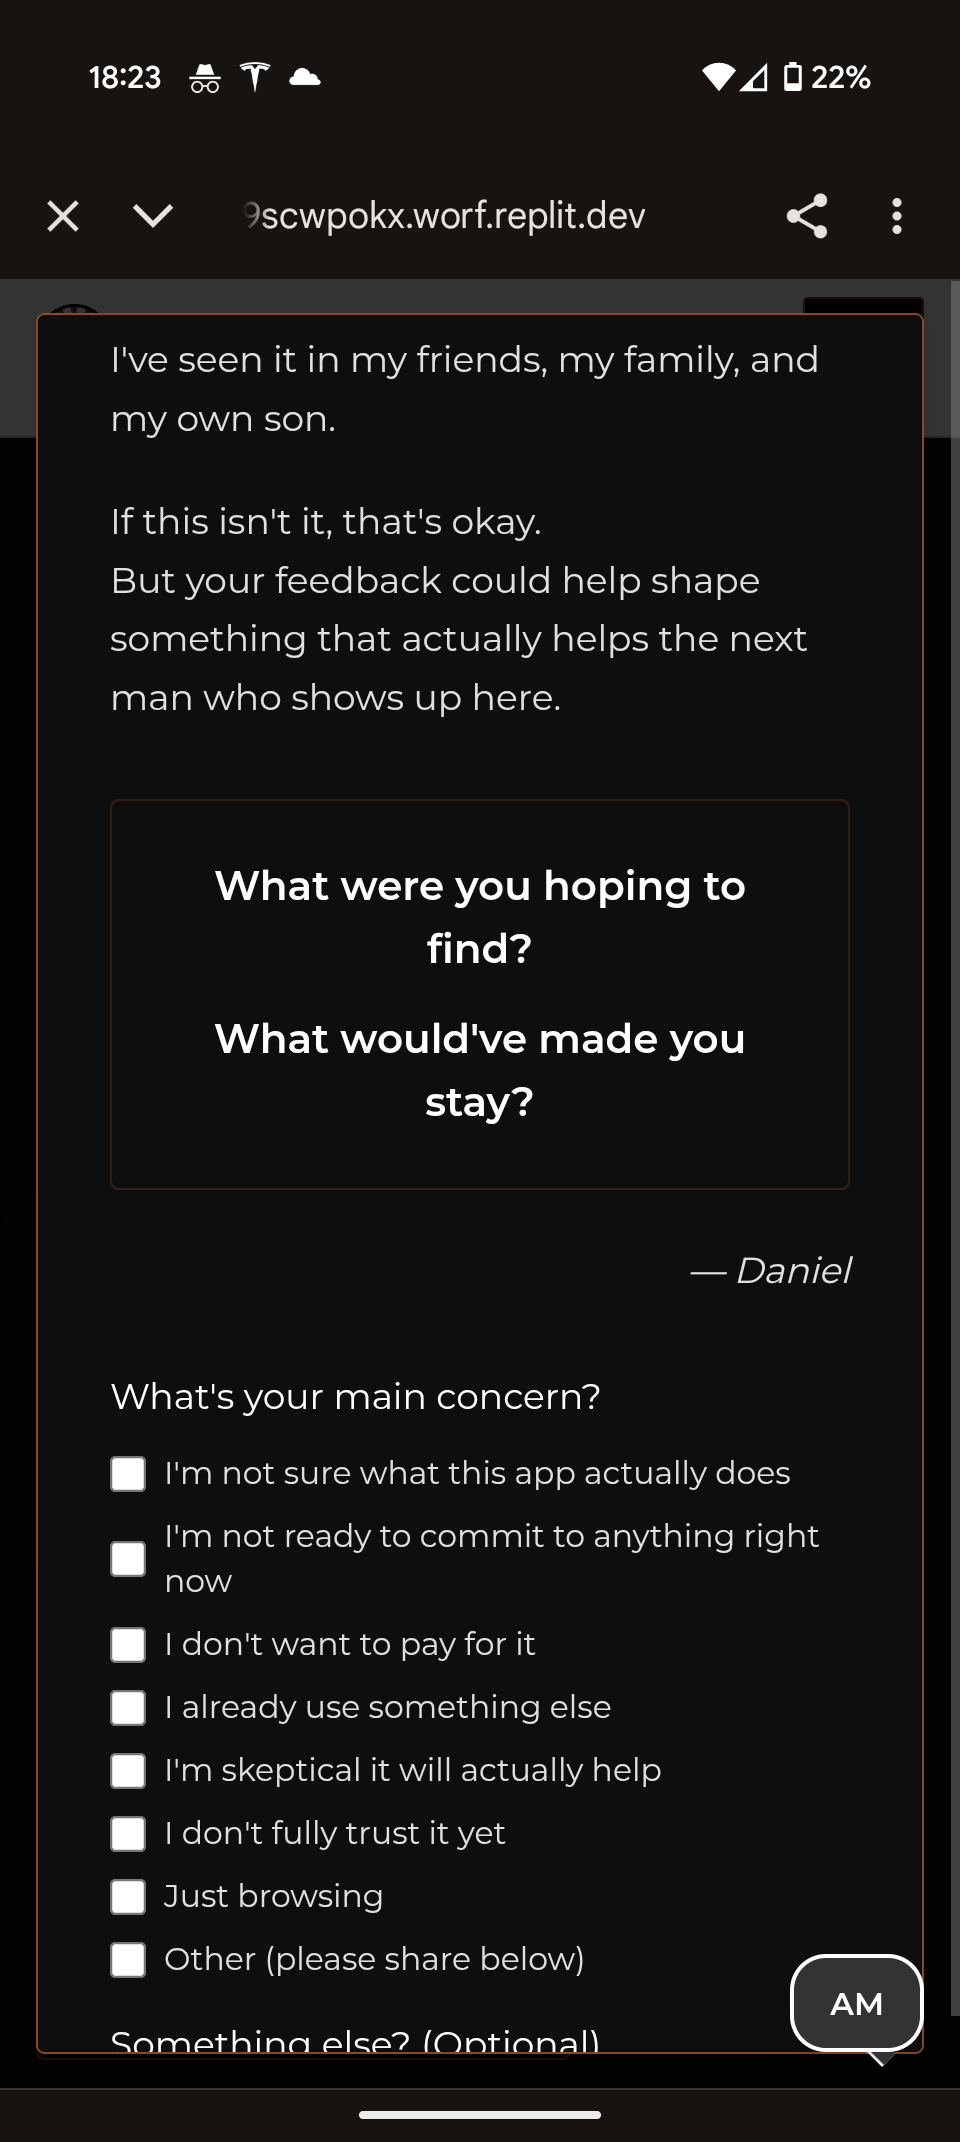 18:23
22%
9scwpokx.worf.replit.dev
I've seen it in my friends, my family, and
my own son.
If this isn't it, that's okay.
But your feedback could help shape
something that actually helps the next
man who shows up here.
What were you hoping to
find?
What would've made you
stay?
— Daniel
What's your main concern?
I'm not sure what this app actually does
I'm not ready to commit to anything right
now
I don't want to pay for it
I already use something else
I'm skeptical it will actually help
I don't fully trust it yet
Just browsing
Other (please share below)
AM
Something else? (Optional)